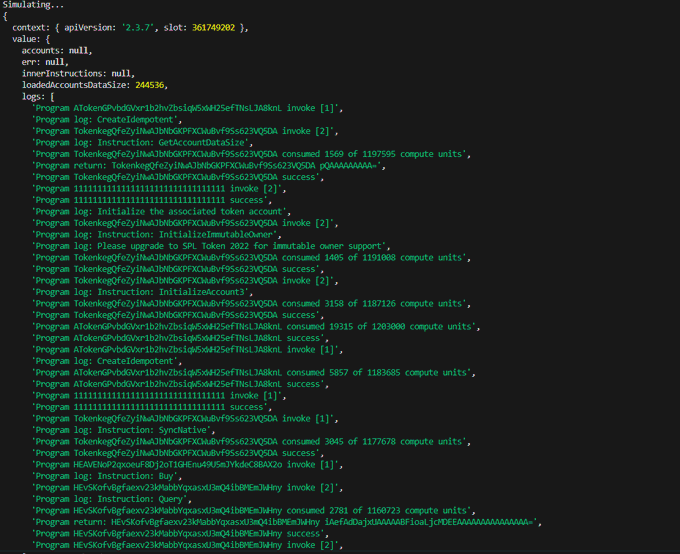 Simulating...
{
context: { apiVersion: '2.3.7', slot: 361749202 },
value: {
accounts: null,
err: null,
innerInstructions: null,
loadedAccountsDataSize: 244536,
logs: [
'Program ATokenGPvbdGVxr1b2hvZbsiqW5xWH25efTNsLJA8knL invoke [1]',
'Program log: CreateIdempotent',
'Program TokenkegQfeZyiNwAJbNbGKPFXCWuBvf9Ss623VQ5DA invoke [2]',
'Program log: Instruction: GetAccountDataSize',
'Program TokenkegQfeZyiNwAJbNbGKPFXCWuBvf9Ss623VQ5DA consumed 1569 of 1197595 compute units',
'Program return: TokenkegQfeZyiNwAJbNbGKPFXCWuBvf9Ss623VQ5DA pQAAAAAAAAA=',
'Program TokenkegQfeZyiNwAJbNbGKPFXCWuBvf9Ss623VQ5DA success',
'Program 11111111111111111111111111111111 invoke [2]',
'Program 11111111111111111111111111111111 success',
'Program log: Initialize the associated token account',
'Program TokenkegQfeZyiNwAJbNbGKPFXCWuBvf9Ss623VQ5DA invoke [2]',
'Program log: Instruction: InitializeImmutableOwner',
'Program log: Please upgrade to SPL Token 2022 for immutable owner support',
'Program TokenkegQfeZyiNwAJbNbGKPFXCWuBvf9Ss623VQ5DA consumed 1405 of 1191008 compute units',
'Program TokenkegQfeZyiNwAJbNbGKPFXCWuBvf9Ss623VQ5DA success',
'Program TokenkegQfeZyiNwAJbNbGKPFXCWuBvf9Ss623VQ5DA invoke [2]',
'Program log: Instruction: InitializeAccount3',
'Program TokenkegQfeZyiNwAJbNbGKPFXCWuBvf9Ss623VQ5DA consumed 3158 of 1187126 compute units',
'Program TokenkegQfeZyiNwAJbNbGKPFXCWuBvf9Ss623VQ5DA success',
'Program ATokenGPvbdGVxr1b2hvZbsiqW5xWH25efTNsLJA8knL consumed 19315 of 1203000 compute units',
'Program ATokenGPvbdGVxr1b2hvZbsiqW5xWH25efTNsLJA8knL success',
'Program ATokenGPvbdGVxr1b2hvZbsiqW5xWH25efTNsLJA8knL invoke [1]',
'Program log: CreateIdempotent',
'Program ATokenGPvbdGVxr1b2hvZbsiqW5xWH25efTNsLJA8knL consumed 5857 of 1183685 compute units',
'Program ATokenGPvbdGVxr1b2hvZbsiqW5xWH25efTNsLJA8knL success',
'Program 11111111111111111111111111111111 invoke [1]',
'Program 11111111111111111111111111111111 success',
'Program TokenkegQfeZyiNwAJbNbGKPFXCWuBvf9Ss623VQ5DA invoke [1]',
'Program log: Instruction: SyncNative',
'Program TokenkegQfeZyiNwAJbNbGKPFXCWuBvf9Ss623VQ5DA consumed 3045 of 1177678 compute units',
'Program TokenkegQfeZyiNwAJbNbGKPFXCWuBvf9Ss623VQ5DA success',
'Program HEAVENoP2qxoeuF8Dj2oT1GHEnu49U5mJYkdeC8BAX2o invoke [1]',
'Program log: Instruction: Buy',
'Program HEvSKofvBgfaexv23kMabbYqxasxU3mQ4ibBMEmJWHny invoke [2]',
'Program log: Instruction: Query',
'Program HEvSKofvBgfaexv23kMabbYqxasxU3mQ4ibBMEmJWHny consumed 2781 of 1160723 compute units',
'Program return: HEvSKofvBgfaexv23kMabbYqxasxU3mQ4ibBMEmJWHny iAefAdDajxUAAAAABFioaLjcMDEEAAAAAAAAAAAAAAA=',
'Program HEvSKofvBgfaexv23kMabbYqxasxU3mQ4ibBMEmJWHny success',
'Program HEvSKofvBgfaexv23kMabbYqxasxU3mQ4ibBMEmJWHny invoke [2]',